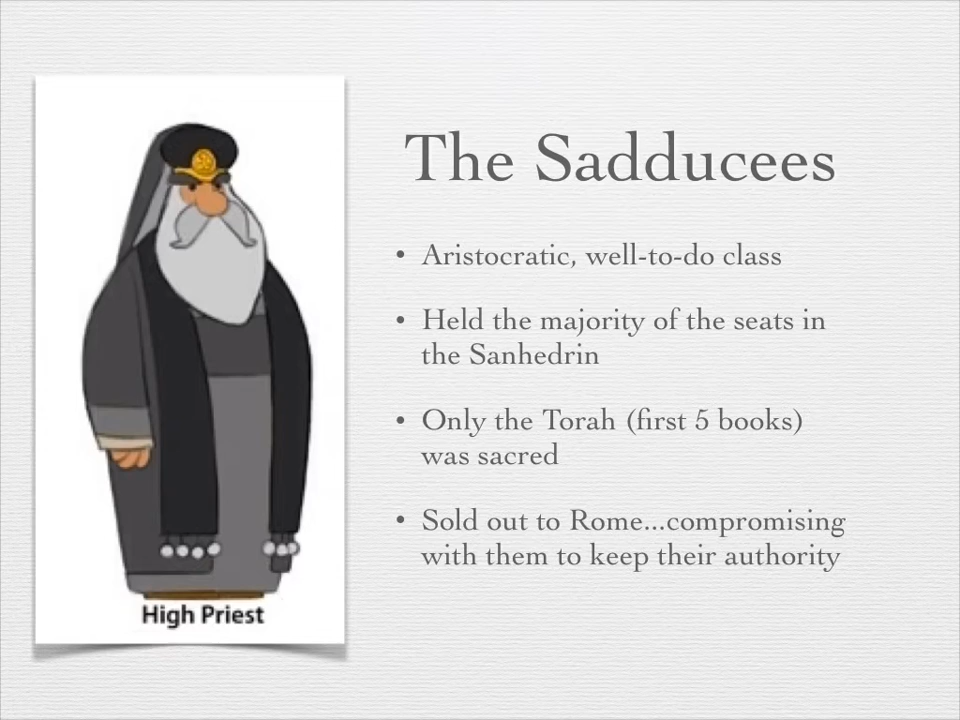 The Sadducees
• Aristocratic, well-to-do class
• Held the majority of the seats in
the Sanhedrin
• Only the Torah (first 5 books)
was sacred
• Sold out to Rome...compromising
with them to keep their authority
High Priest